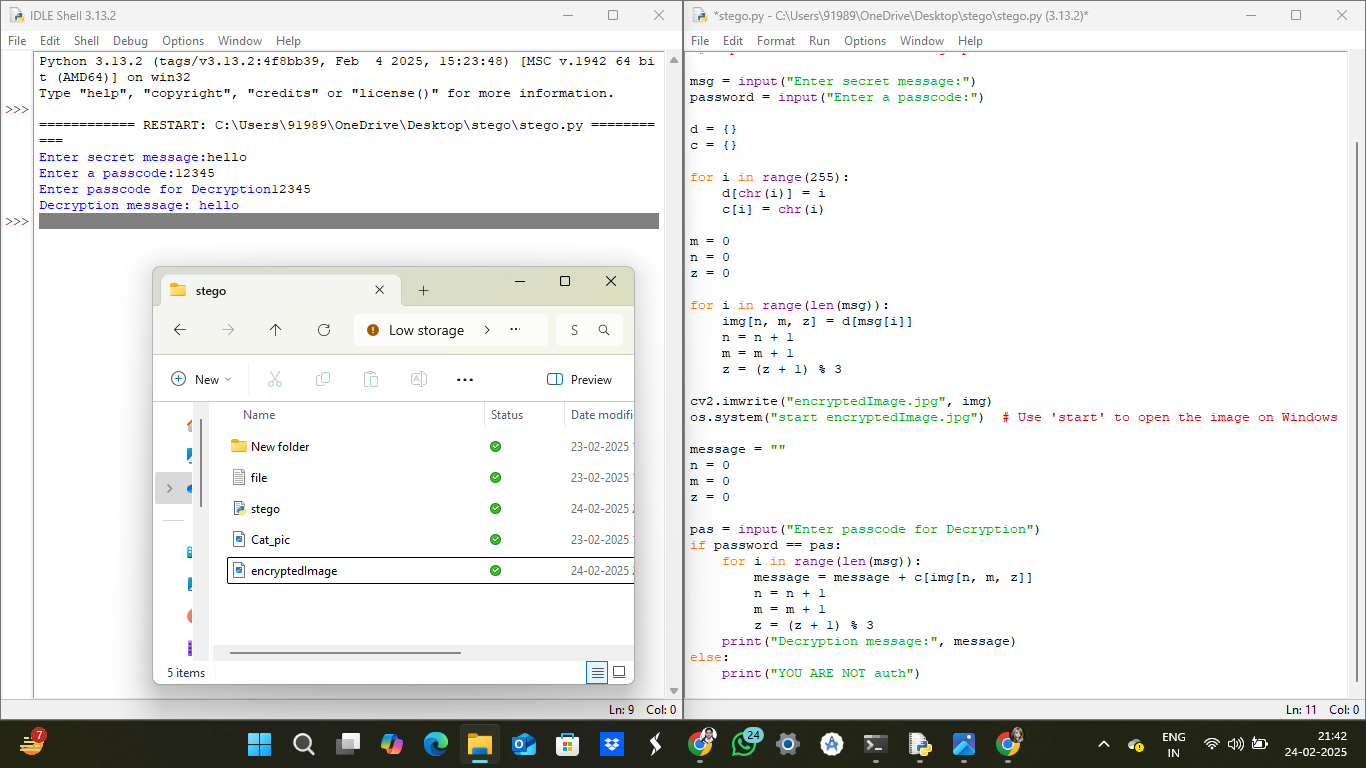 IDLE Shell 3.13.2
File Edit Shell Debug Options Window Help
Python 3.13.2 (tags/v3.13.2:4f8bb39, Feb  4 2025, 15:23:48) [MSC v.1942 64 bi
t (AMD64)] on win32
Type "help", "copyright", "credits" or "license()" for more information.
>>>
============ RESTART: C:\Users\91989\OneDrive\Desktop\stego\stego.py ========
===
Enter secret message:hello
Enter a passcode:12345
Enter passcode for Decryption12345
Decryption message: hello
>>>
Ln: 9 Col: 0
stego
Low storage
S
New
Preview
Name Status Date modifi
New folder 23-02-2025
file 23-02-2025
stego 24-02-2025
Cat_pic 23-02-2025
encryptedImage 24-02-2025
5 items
*stego.py - C:\Users\91989\OneDrive\Desktop\stego\stego.py (3.13.2)*
File Edit Format Run Options Window Help
msg = input("Enter secret message:")
password = input("Enter a passcode:")
d = {}
c = {}
for i in range(255):
    d[chr(i)] = i
    c[i] = chr(i)
m = 0
n = 0
z = 0
for i in range(len(msg)):
    img[n, m, z] = d[msg[i]]
    n = n + 1
    m = m + 1
    z = (z + 1) % 3
cv2.imwrite("encryptedImage.jpg", img)
os.system("start encryptedImage.jpg")  # Use 'start' to open the image on Windows
message = ""
n = 0
m = 0
z = 0
pas = input("Enter passcode for Decryption")
if password == pas:
    for i in range(len(msg)):
        message = message + c[img[n, m, z]]
        n = n + 1
        m = m + 1
        z = (z + 1) % 3
    print("Decryption message:", message)
else:
    print("YOU ARE NOT auth")
Ln: 11 Col: 0
7
24
ENG
IN
21:42
24-02-2025